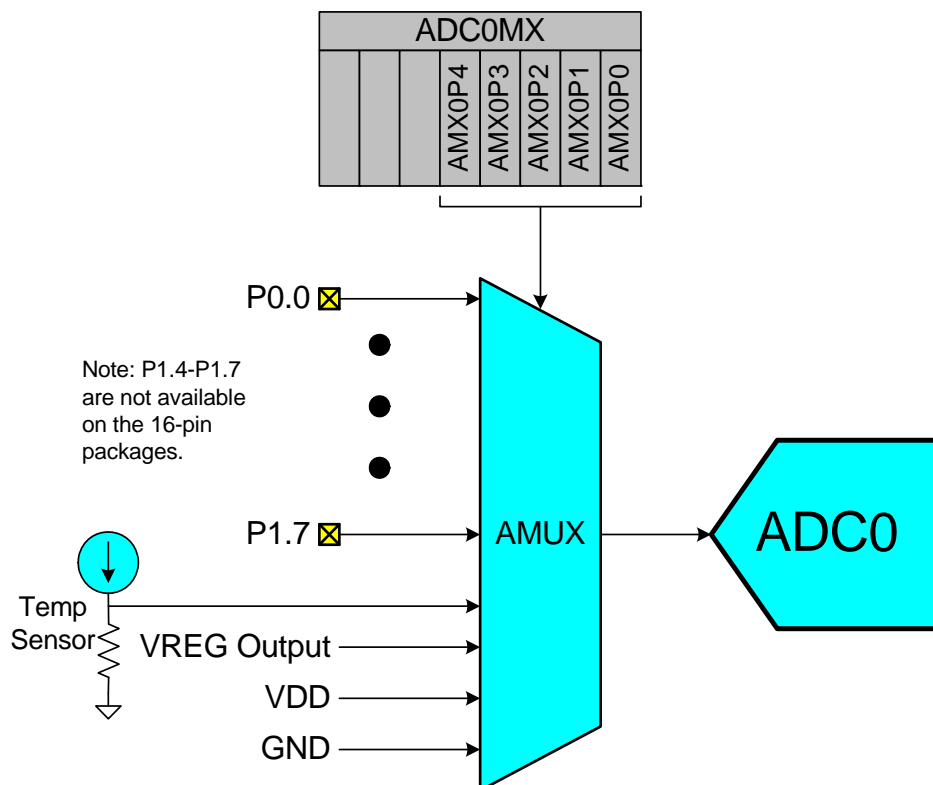 ADC0MX
AMX0P4
AMX0P3
AMX0P2
AMX0P1
AMX0P0
P0.0
Note: P1.4-P1.7
are not available
on the 16-pin
packages.
P1.7
AMUX
ADC0
Temp
Sensor
VREG Output
VDD
GND